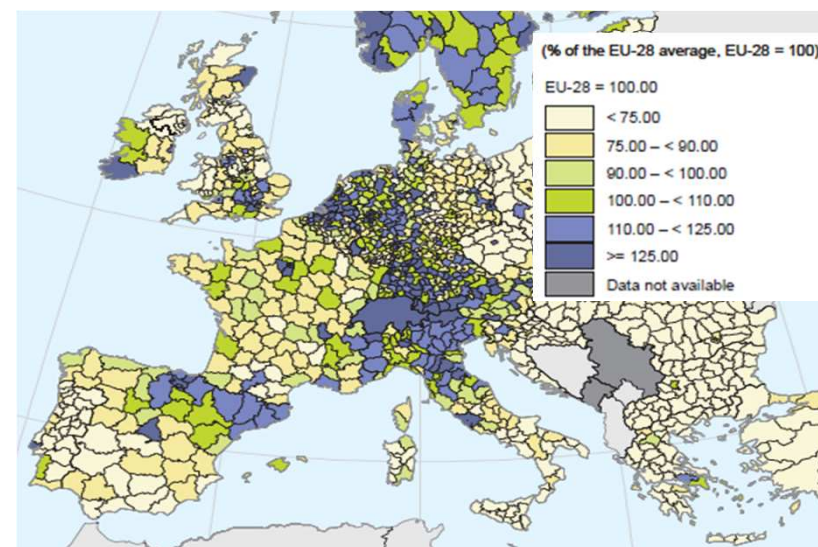 (% of the EU-28 average, EU-28 = 100)
EU-28 = 100.00
< 75.00
75.00 – < 90.00
90.00 – < 100.00
100.00 – < 110.00
110.00 – < 125.00
>= 125.00
Data not available